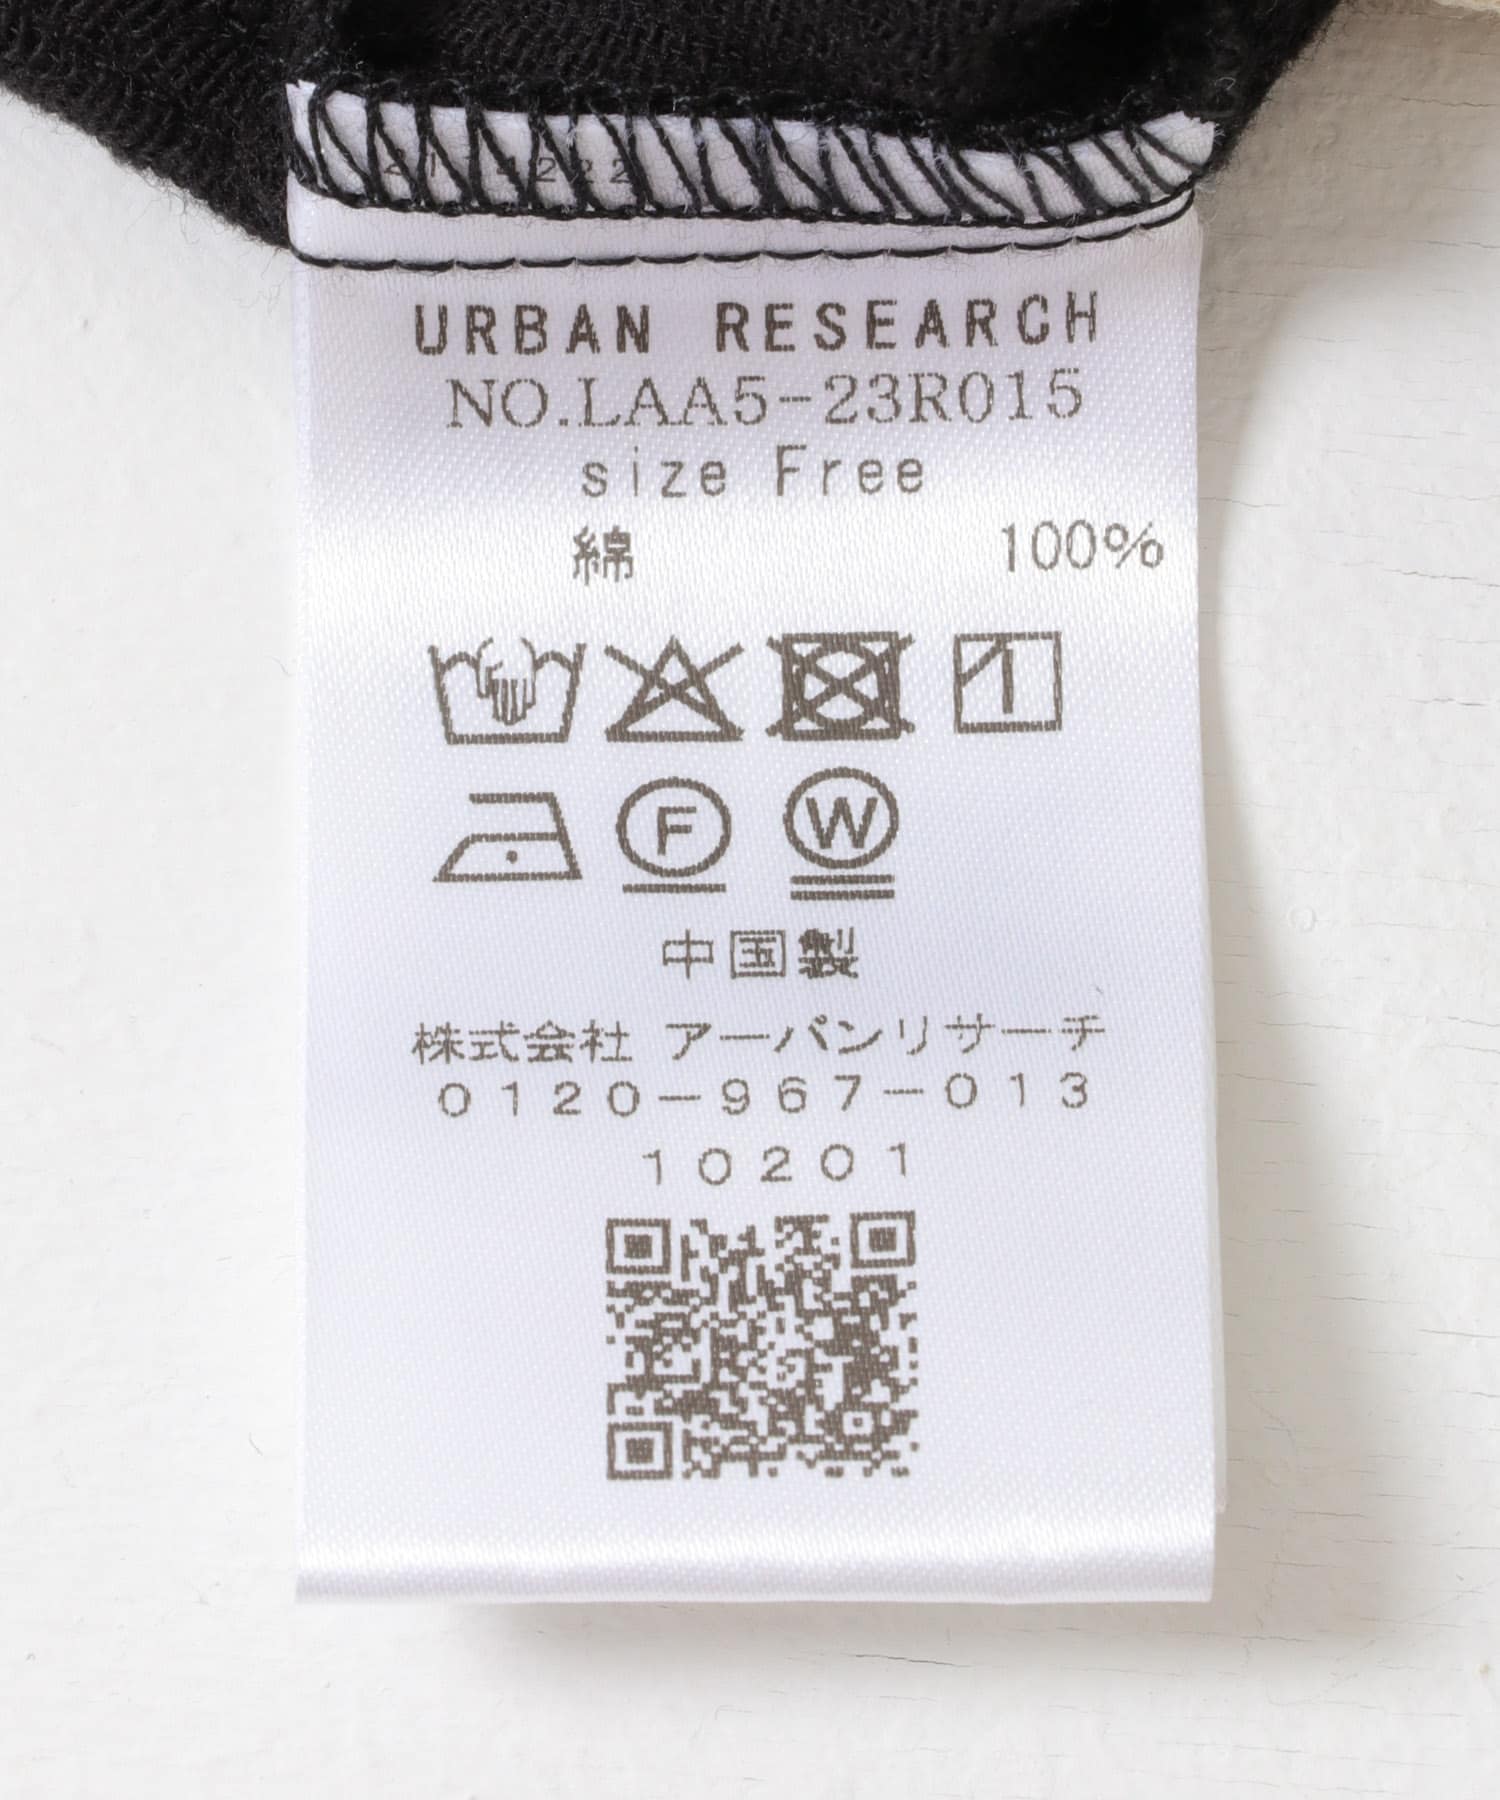 URBAN RESEARCH
NO.LAA5-23R015
size Free
綿 100%
F W
中国製
株式会社 アーバンリサーチ
0120-967-013
10201